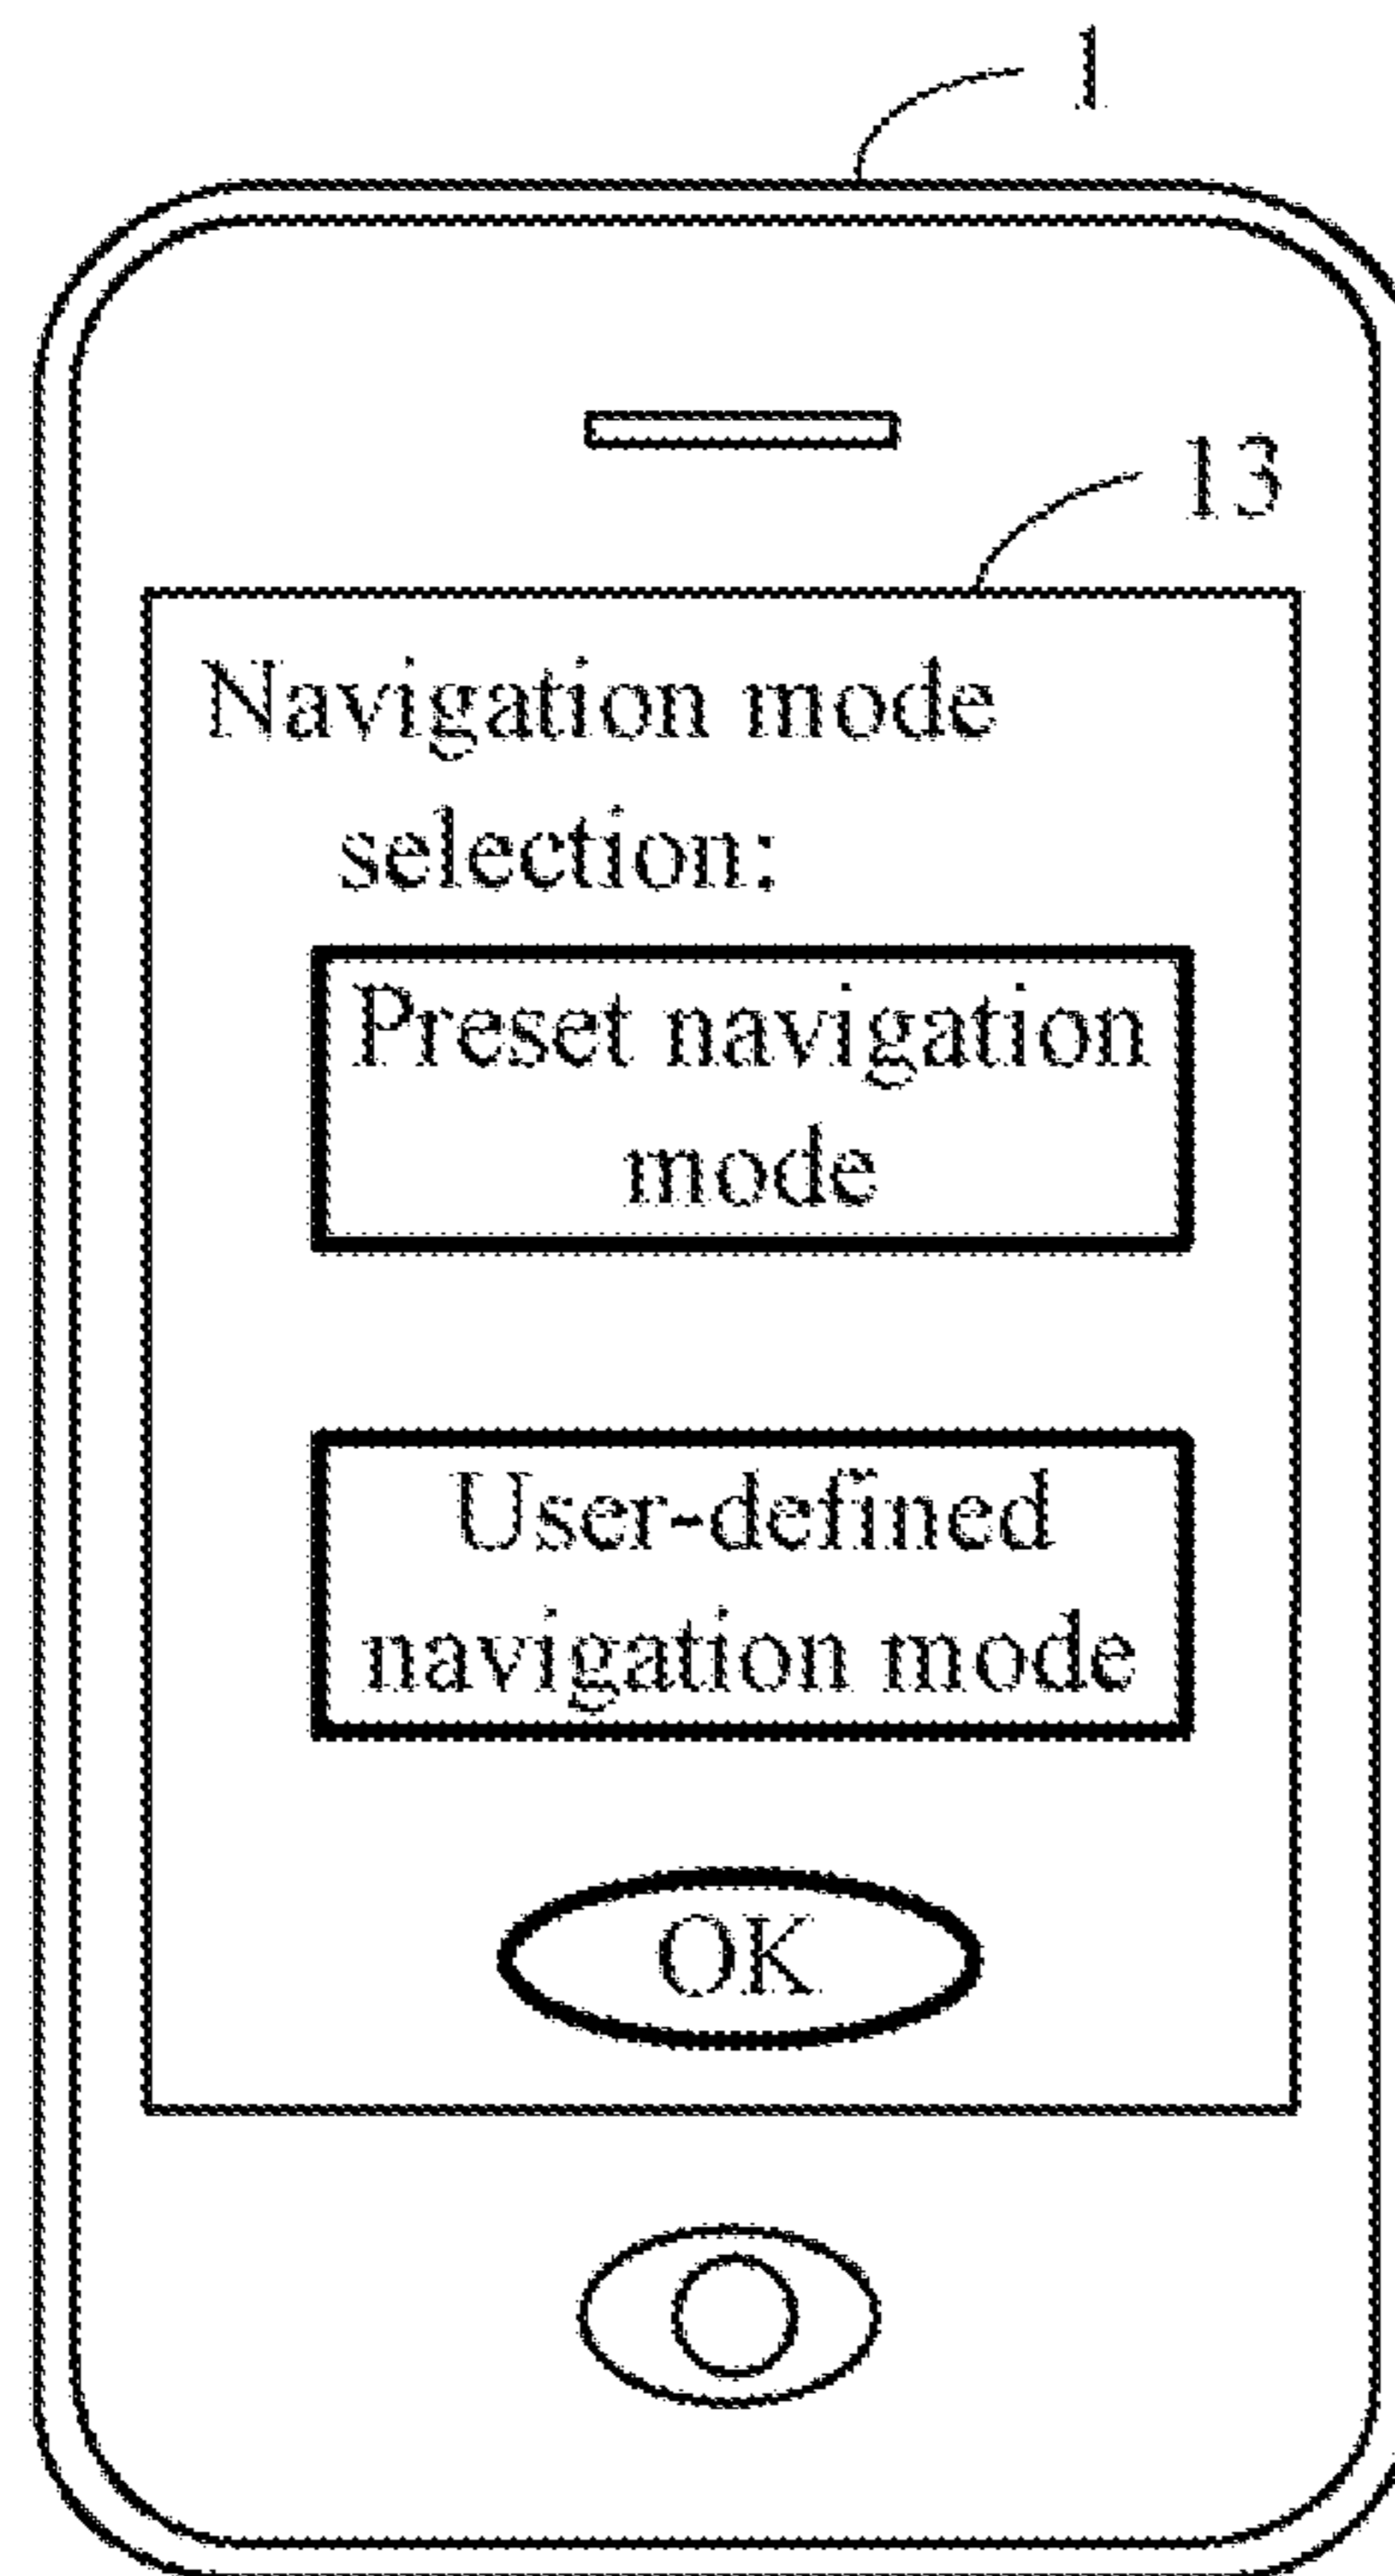 1
13
Navigation mode
selection:
Preset navigation
mode
User-defined
navigation mode
OK